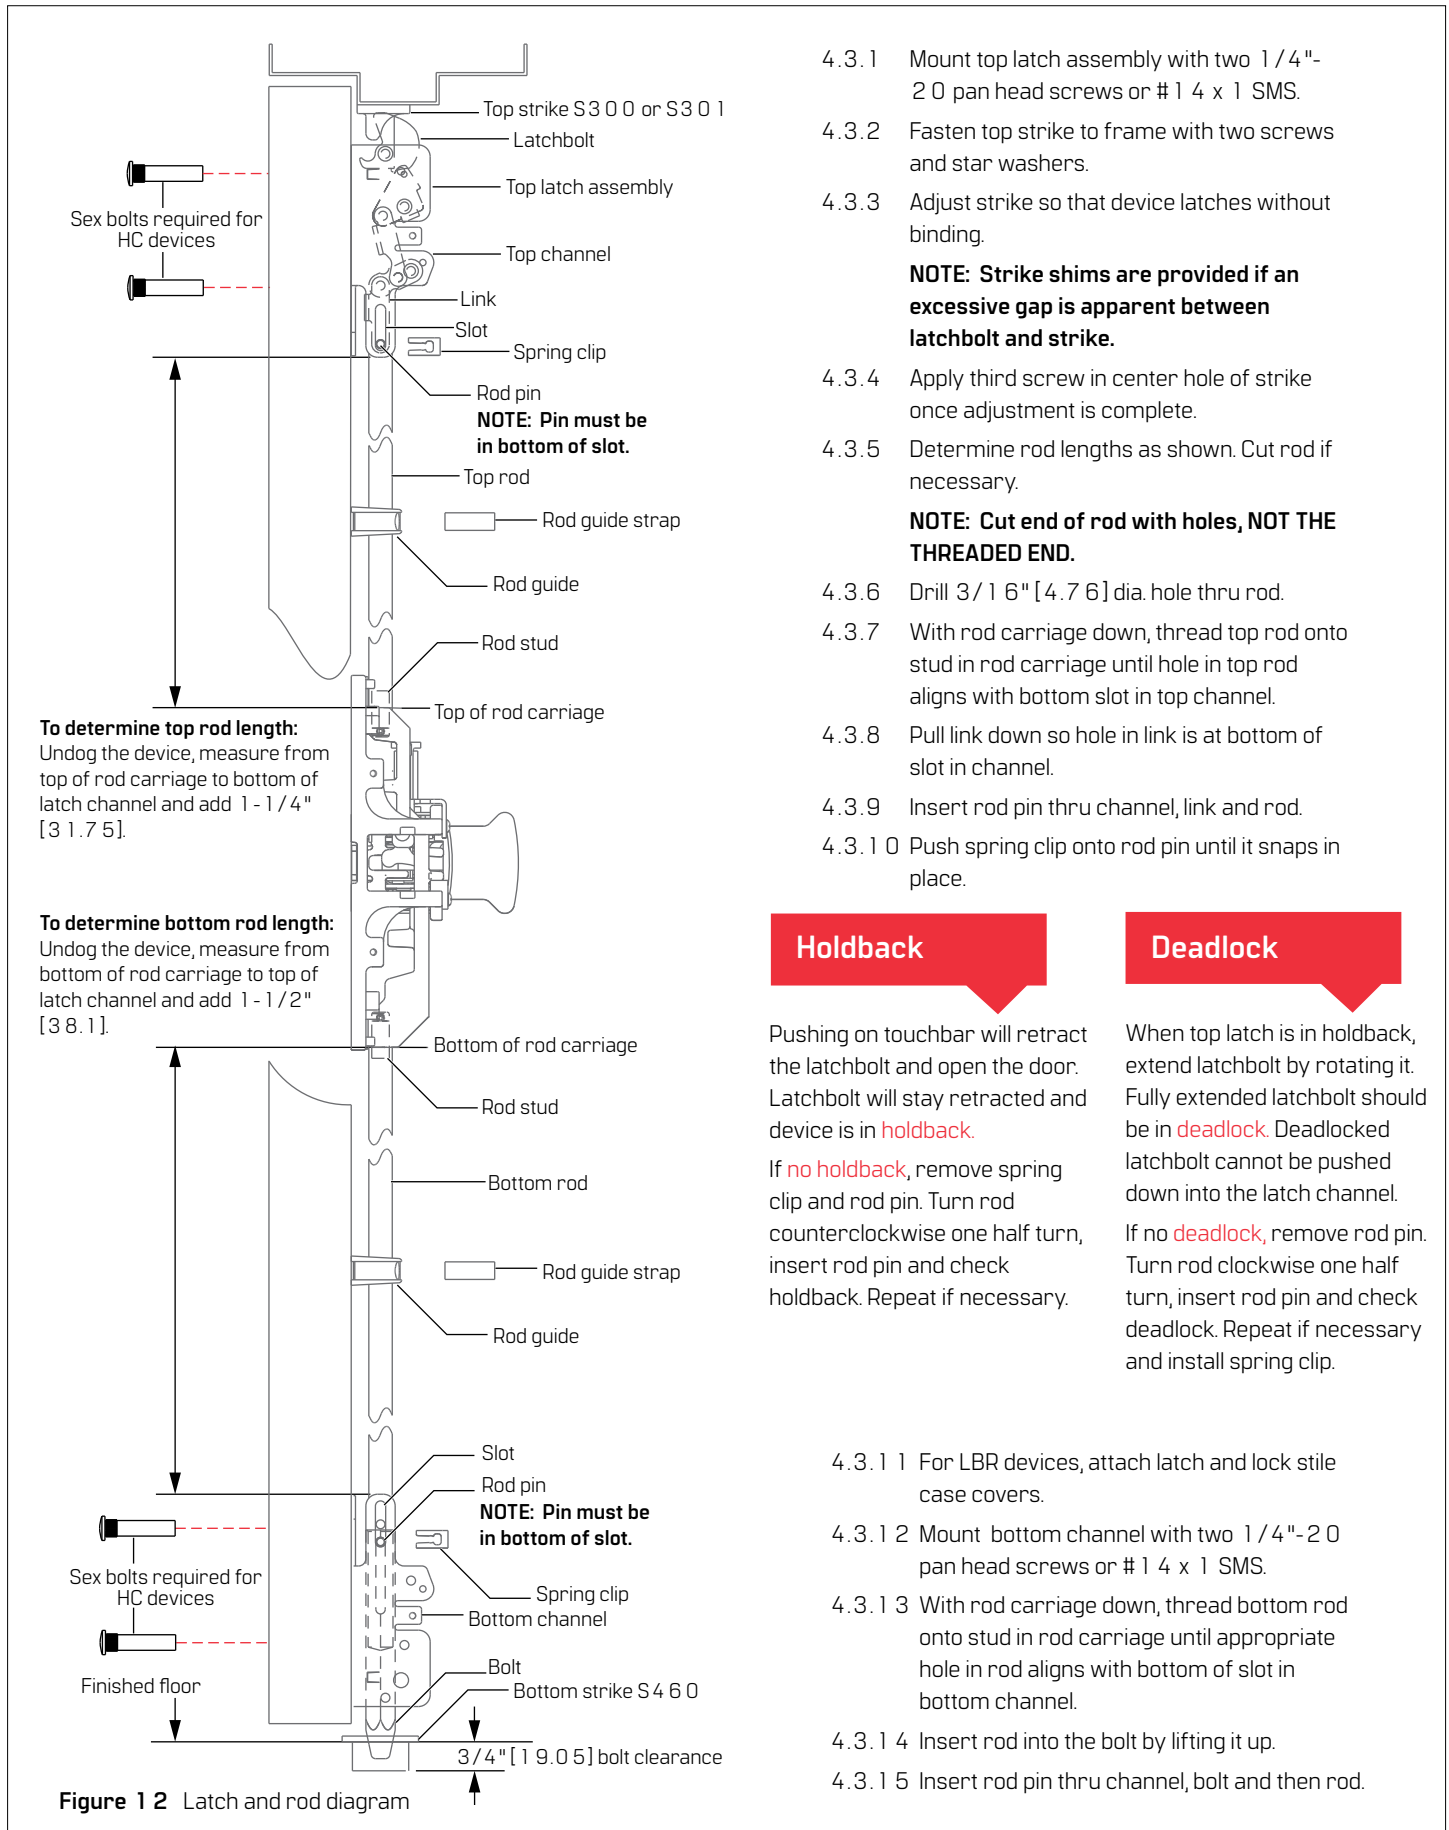 Top strike S300 or S301
Latchbolt
Top latch assembly
Sex bolts required for
HC devices
Top channel
Link
Slot
Spring clip
Rod pin
NOTE: Pin must be
in bottom of slot.
Top rod
Rod guide strap
Rod guide
Rod stud
Top of rod carriage
To determine top rod length:
Undog the device, measure from
top of rod carriage to bottom of
latch channel and add 1-1/4"
[31.75].
To determine bottom rod length:
Undog the device, measure from
bottom of rod carriage to top of
latch channel and add 1-1/2"
[38.1].
Bottom of rod carriage
Rod stud
Bottom rod
Rod guide strap
Rod guide
Slot
Rod pin
NOTE: Pin must be
in bottom of slot.
Sex bolts required for
HC devices
Spring clip
Bottom channel
Bolt
Finished floor
Bottom strike S460
3/4" [19.05] bolt clearance
Figure 12 Latch and rod diagram
4.3.1 Mount top latch assembly with two 1/4"-
20 pan head screws or #14 x 1 SMS.
4.3.2 Fasten top strike to frame with two screws
and star washers.
4.3.3 Adjust strike so that device latches without
binding.
NOTE: Strike shims are provided if an
excessive gap is apparent between
latchbolt and strike.
4.3.4 Apply third screw in center hole of strike
once adjustment is complete.
4.3.5 Determine rod lengths as shown. Cut rod if
necessary.
NOTE: Cut end of rod with holes, NOT THE
THREADED END.
4.3.6 Drill 3/16" [4.76] dia. hole thru rod.
4.3.7 With rod carriage down, thread top rod onto
stud in rod carriage until hole in top rod
aligns with bottom slot in top channel.
4.3.8 Pull link down so hole in link is at bottom of
slot in channel.
4.3.9 Insert rod pin thru channel, link and rod.
4.3.10 Push spring clip onto rod pin until it snaps in
place.
Holdback
Pushing on touchbar will retract
the latchbolt and open the door.
Latchbolt will stay retracted and
device is in holdback.
If no holdback, remove spring
clip and rod pin. Turn rod
counterclockwise one half turn,
insert rod pin and check
holdback. Repeat if necessary.
Deadlock
When top latch is in holdback,
extend latchbolt by rotating it.
Fully extended latchbolt should
be in deadlock. Deadlocked
latchbolt cannot be pushed
down into the latch channel.
If no deadlock, remove rod pin.
Turn rod clockwise one half
turn, insert rod pin and check
deadlock. Repeat if necessary
and install spring clip.
4.3.11 For LBR devices, attach latch and lock stile
case covers.
4.3.12 Mount bottom channel with two 1/4"-20
pan head screws or #14 x 1 SMS.
4.3.13 With rod carriage down, thread bottom rod
onto stud in rod carriage until appropriate
hole in rod aligns with bottom of slot in
bottom channel.
4.3.14 Insert rod into the bolt by lifting it up.
4.3.15 Insert rod pin thru channel, bolt and then rod.